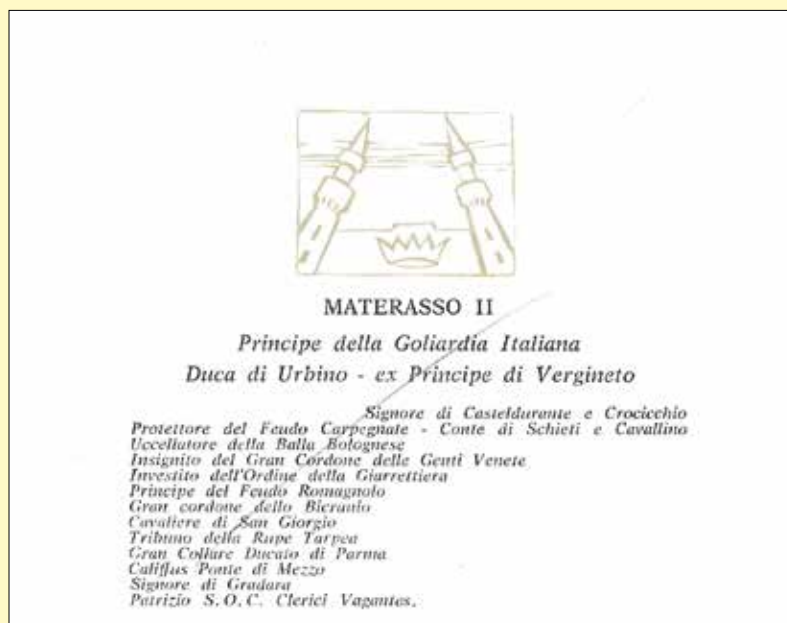 MATERASSO II
Principe della Goliardia Italiana
Duca di Urbino - ex Principe di Vergineto
Signore di Casteldurante e Crocicchio
Protettore del Feudo Carpegnate - Conte di Schieti e Cavallino
Uccellatore della Balla Bolognese
Insignito del Gran Cordone delle Genti Venete
Investito dell'Ordine della Giarrettiera
Principe del Feudo Romagnolo
Gran cordone dello Bicranio
Cavaliere di San Giorgio
Tribuno della Rupe Tarpea
Gran Collare Ducato di Parma
Califfus Ponte di Mezzo
Signore di Gradara
Patrizio S.O.C. Clerici Vagantes.